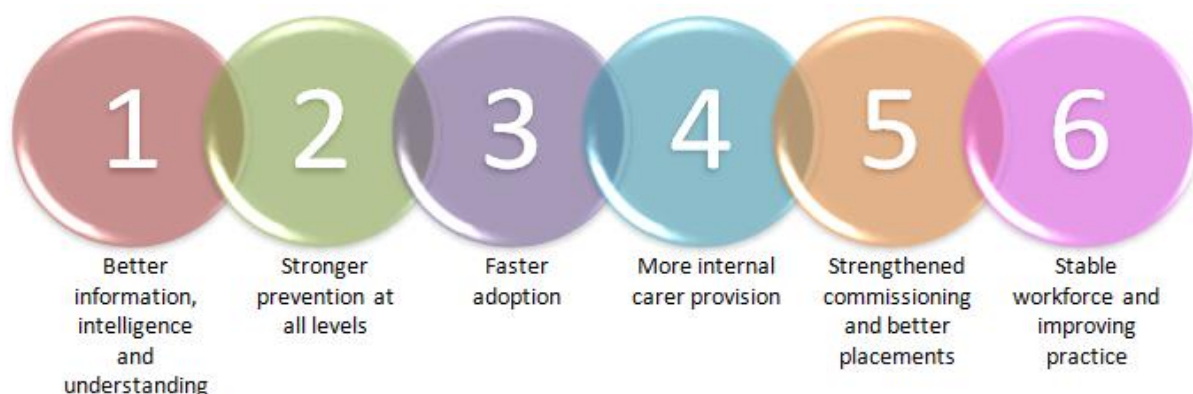 1 2 3 4 5 6
Better
information,
intelligence
and
understanding
Stronger
prevention at
all levels
Faster
adoption
More internal
carer provision
Strengthened
commissioning
and better
placements
Stable
workforce and
improving
practice